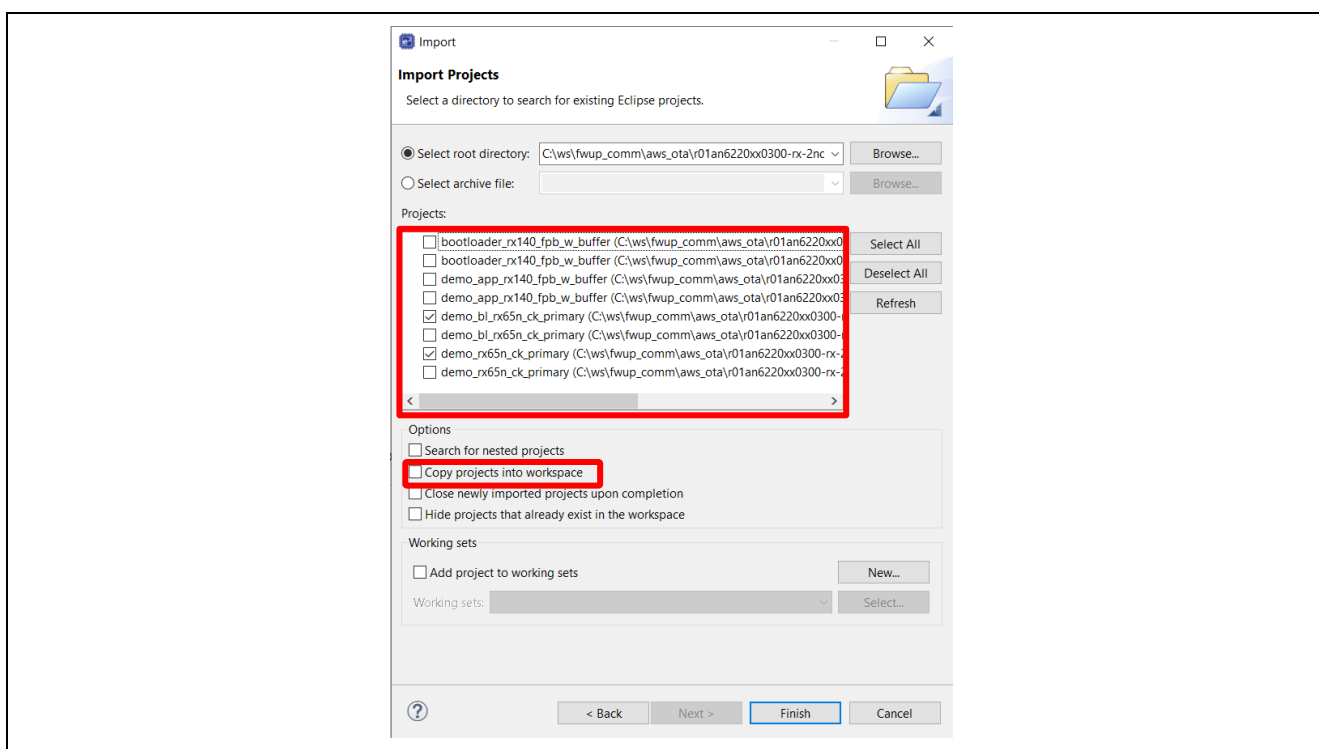 Import
Import Projects
Select a directory to search for existing Eclipse projects.
Select root directory: C:\ws\fwup_comm\aws_ota\r01an6220xx0300-rx-2nc Browse...
Select archive file: Browse...
Projects:
bootloader_rx140_fpb_w_buffer (C:\ws\fwup_comm\aws_ota\r01an6220xx0 Select All
bootloader_rx140_fpb_w_buffer (C:\ws\fwup_comm\aws_ota\r01an6220xx0
demo_app_rx140_fpb_w_buffer (C:\ws\fwup_comm\aws_ota\r01an6220xx03 Deselect All
demo_app_rx140_fpb_w_buffer (C:\ws\fwup_comm\aws_ota\r01an6220xx03 Refresh
demo_bl_rx65n_ck_primary (C:\ws\fwup_comm\aws_ota\r01an6220xx0300-
demo_bl_rx65n_ck_primary (C:\ws\fwup_comm\aws_ota\r01an6220xx0300-
demo_rx65n_ck_primary (C:\ws\fwup_comm\aws_ota\r01an6220xx0300-rx-2
demo_rx65n_ck_primary (C:\ws\fwup_comm\aws_ota\r01an6220xx0300-rx-2
Options
Search for nested projects
Copy projects into workspace
Close newly imported projects upon completion
Hide projects that already exist in the workspace
Working sets
Add project to working sets New...
Working sets: Select...
? < Back Next > Finish Cancel